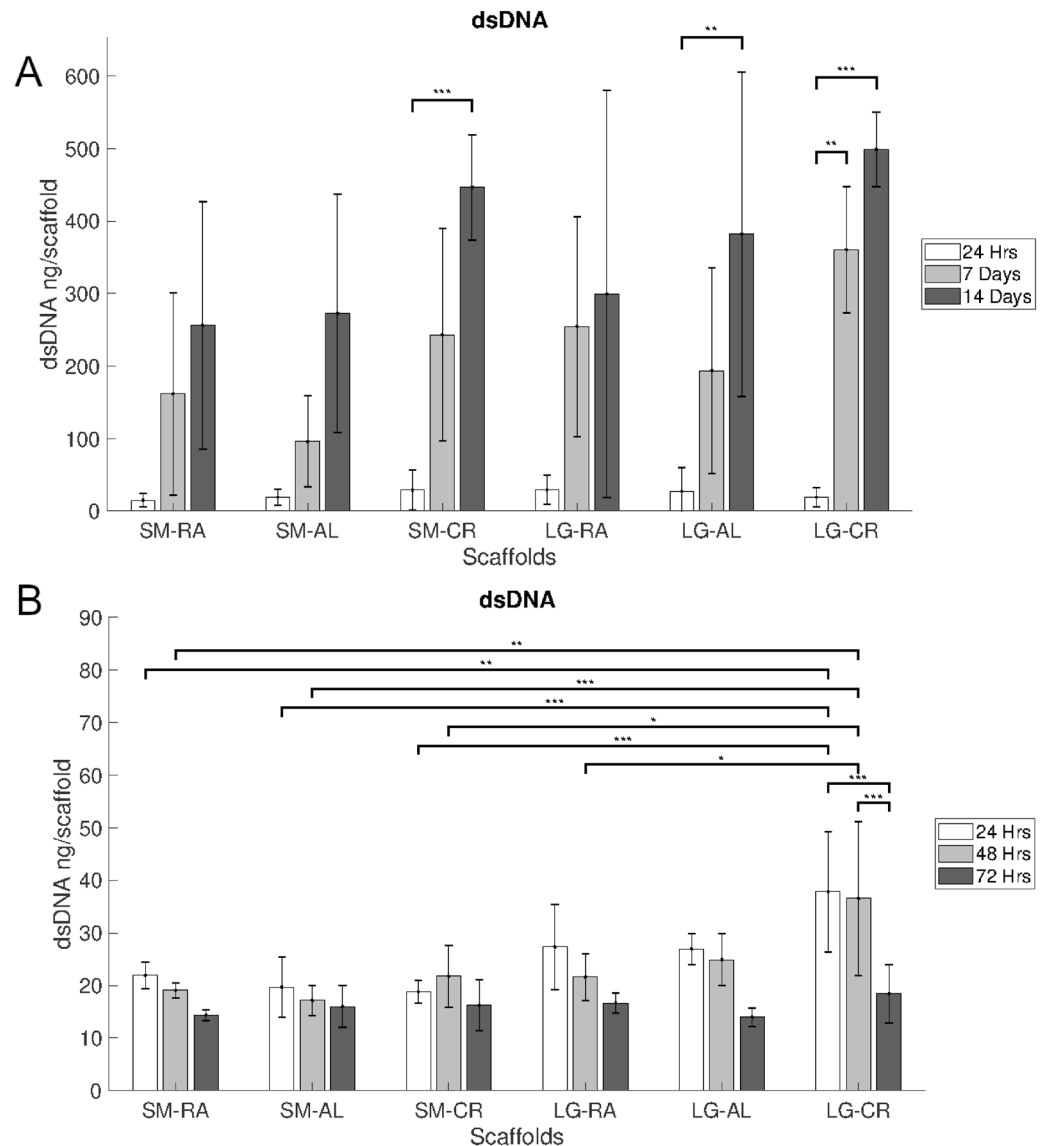 A
dsDNA
dsDNA ng/scaffold
600
500
400
300
200
100
0
***
**
***
**
SM-RA SM-AL SM-CR LG-RA LG-AL LG-CR
Scaffolds
24 Hrs
7 Days
14 Days
B
dsDNA
dsDNA ng/scaffold
90
80
70
60
50
40
30
20
10
0
**
**
***
***
*
***
*
***
***
SM-RA SM-AL SM-CR LG-RA LG-AL LG-CR
Scaffolds
24 Hrs
48 Hrs
72 Hrs